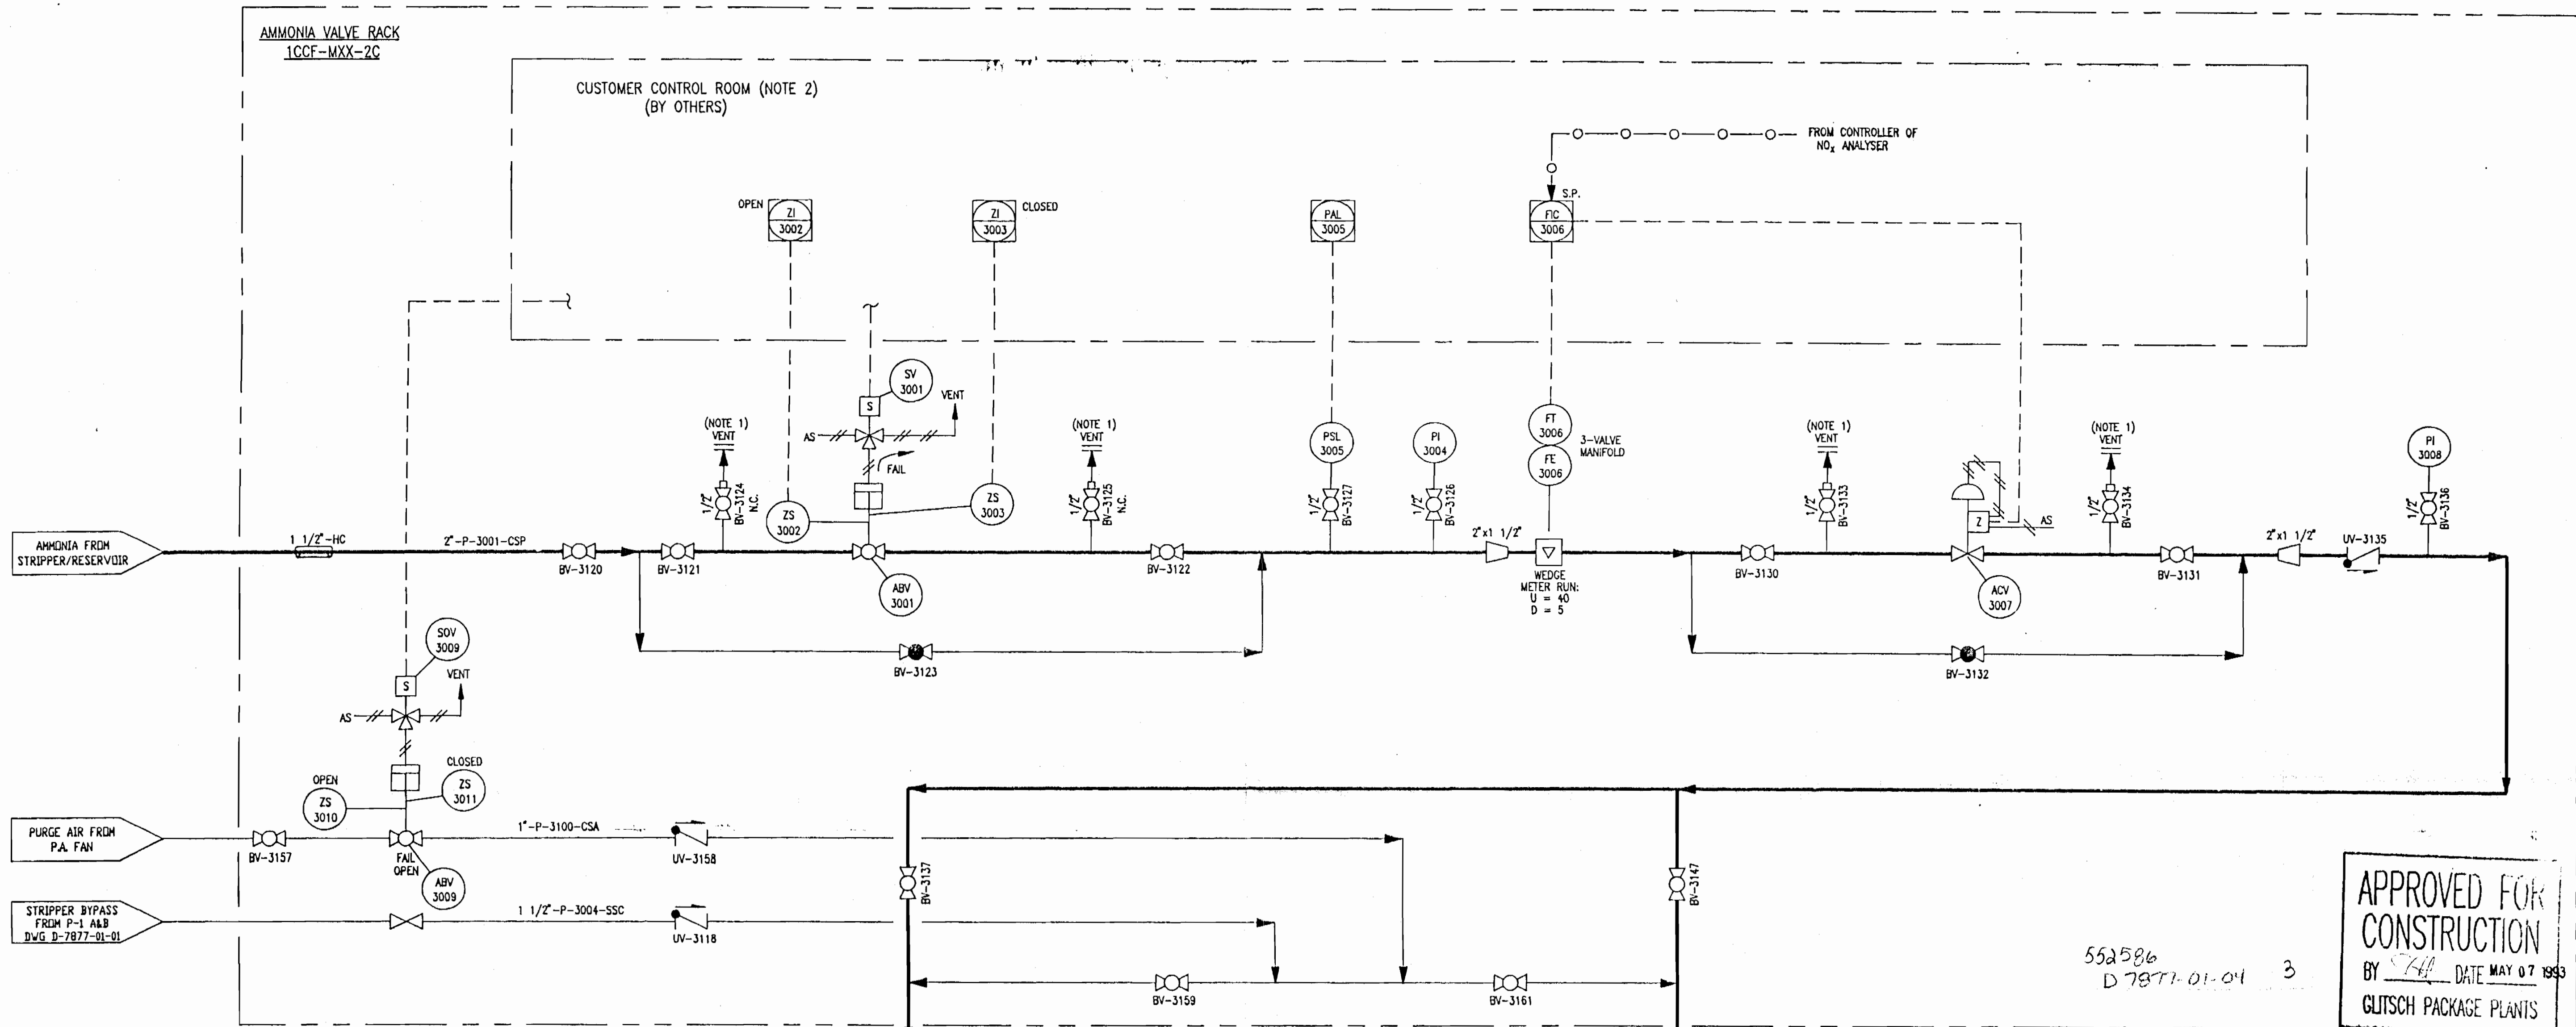 AMMONIA VALVE RACK
1CCF-MXX-2C
CUSTOMER CONTROL ROOM (NOTE 2)
(BY OTHERS)
FROM CONTROLLER OF
NOx ANALYSER
S.P.
OPEN
ZI
3002
ZI
3003
CLOSED
PAL
3005
FIC
3006
SV
3001
VENT
S
AS
FAIL
(NOTE 1)
VENT
1/2"
BV-3124
N.C.
ZS
3002
ZS
3003
(NOTE 1)
VENT
1/2"
BV-3125
N.C.
PSL
3005
1/2"
BV-3127
PI
3004
1/2"
BV-3126
FT
3006
FE
3006
3-VALVE
MANIFOLD
(NOTE 1)
VENT
1/2"
BV-3133
Z
AS
(NOTE 1)
VENT
1/2"
BV-3134
PI
3008
1/2"
BV-3136
AMMONIA FROM
STRIPPER/RESERVOIR
1 1/2"-HC
2"-P-3001-CSP
BV-3120
BV-3121
ABV
3001
BV-3122
2"x1 1/2"
WEDGE
METER RUN:
U = 40
D = 5
BV-3130
ACV
3007
BV-3131
2"x1 1/2"
UV-3135
BV-3123
BV-3132
SOV
3009
VENT
S
AS
OPEN
ZS
3010
CLOSED
ZS
3011
PURGE AIR FROM
P.A. FAN
BV-3157
FAIL
OPEN
ABV
3009
1"-P-3100-CSA
UV-3158
BV-3137
BV-3147
STRIPPER BYPASS
FROM P-1 A&B
DWG D-7877-01-01
1 1/2"-P-3004-SSC
UV-3118
BV-3159
BV-3161
552586
D 7877-01-04 3
APPROVED FOR
CONSTRUCTION
BY DATE MAY 07 1993
GLITSCH PACKAGE PLANTS